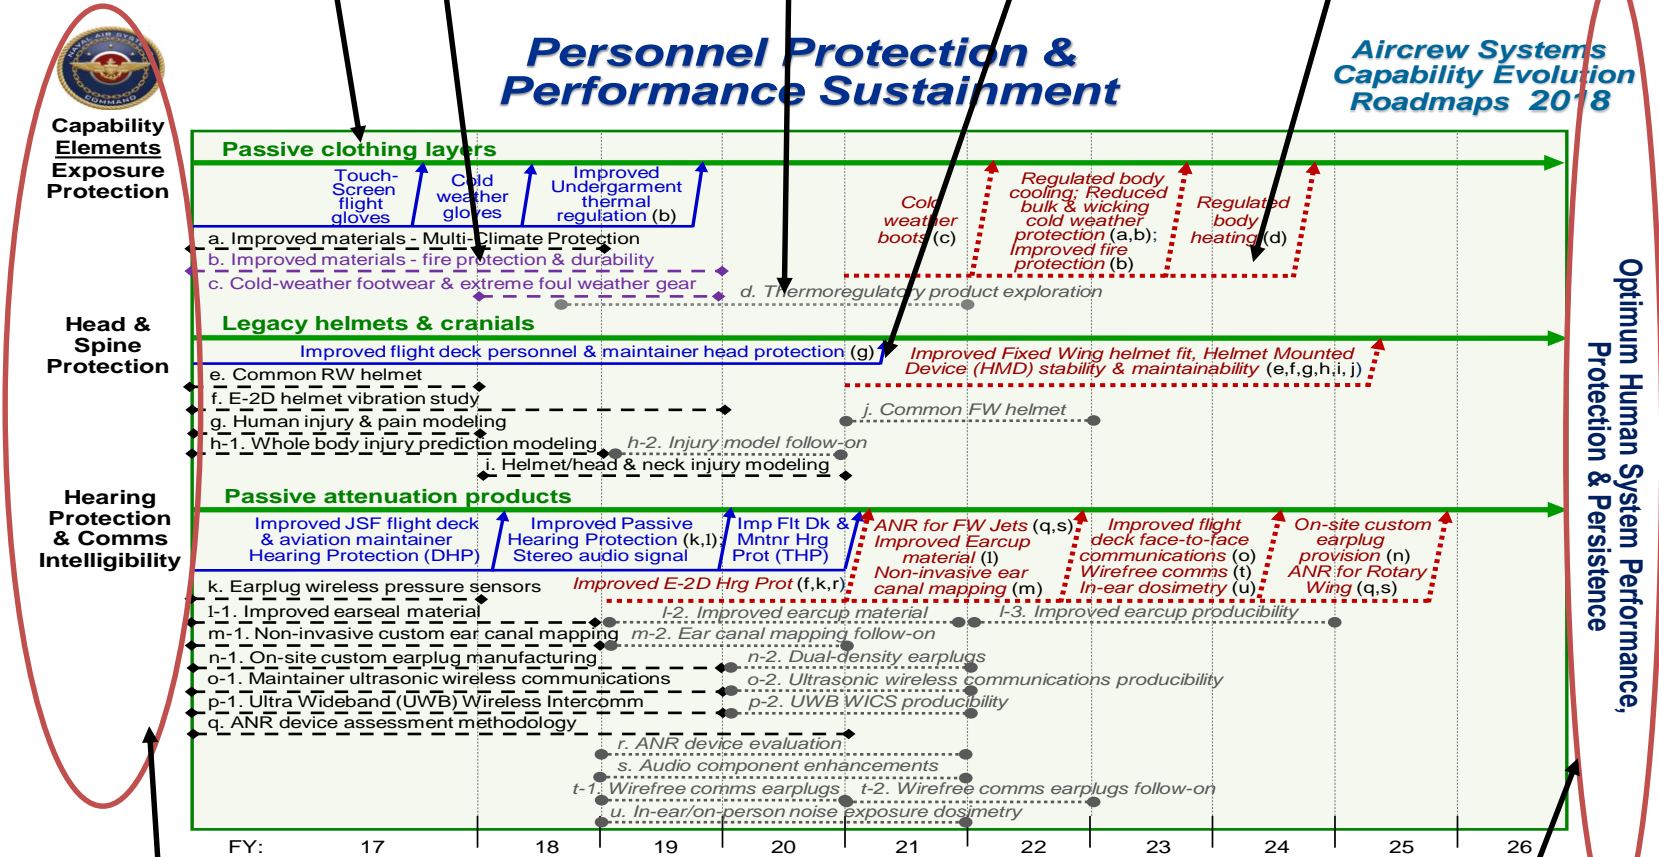 NAVAL AIR SYSTEMS
COMMAND
Personnel Protection &
Performance Sustainment
Aircrew Systems
Capability Evolution
Roadmaps 2018
Capability
Elements
Exposure
Protection
Passive clothing layers
Touch-
Screen
flight
gloves
Cold
weather
gloves
Improved
Undergarment
thermal
regulation (b)
Cold
weather
boots (c)
Regulated body
cooling; Reduced
bulk & wicking
cold weather
protection (a,b);
Improved fire
protection (b)
Regulated
body
heating (d)
a. Improved materials - Multi-Climate Protection
b. Improved materials - fire protection & durability
c. Cold-weather footwear & extreme foul weather gear
d. Thermoregulatory product exploration
Head &
Spine
Protection
Legacy helmets & cranials
Improved flight deck personnel & maintainer head protection (g)
Improved Fixed Wing helmet fit, Helmet Mounted
Device (HMD) stability & maintainability (e,f,g,h,i, j)
e. Common RW helmet
f. E-2D helmet vibration study
g. Human injury & pain modeling
h-1. Whole body injury prediction modeling
h-2. Injury model follow-on
i. Helmet/head & neck injury modeling
j. Common FW helmet
Hearing
Protection
& Comms
Intelligibility
Passive attenuation products
Improved JSF flight deck
& aviation maintainer
Hearing Protection (DHP)
Improved Passive
Hearing Protection (k,l);
Stereo audio signal
Imp Flt Dk &
Mntnr Hrg
Prot (THP)
Improved E-2D Hrg Prot (f,k,r)
ANR for FW Jets (q,s)
Improved Earcup
material (l)
Non-invasive ear
canal mapping (m)
Improved flight
deck face-to-face
communications (o)
Wirefree comms (t)
In-ear dosimetry (u)
On-site custom
earplug
provision (n)
ANR for Rotary
Wing (q,s)
k. Earplug wireless pressure sensors
l-1. Improved earseal material
l-2. Improved earcup material
l-3. Improved earcup producibility
m-1. Non-invasive custom ear canal mapping
m-2. Ear canal mapping follow-on
n-1. On-site custom earplug manufacturing
n-2. Dual-density earplugs
o-1. Maintainer ultrasonic wireless communications
o-2. Ultrasonic wireless communications producibility
p-1. Ultra Wideband (UWB) Wireless Intercomm
p-2. UWB WICS producibility
q. ANR device assessment methodology
r. ANR device evaluation
s. Audio component enhancements
t-1. Wirefree comms earplugs
t-2. Wirefree comms earplugs follow-on
u. In-ear/on-person noise exposure dosimetry
FY: 17 18 19 20 21 22 23 24 25 26
Optimum Human System Performance,
Protection & Persistence